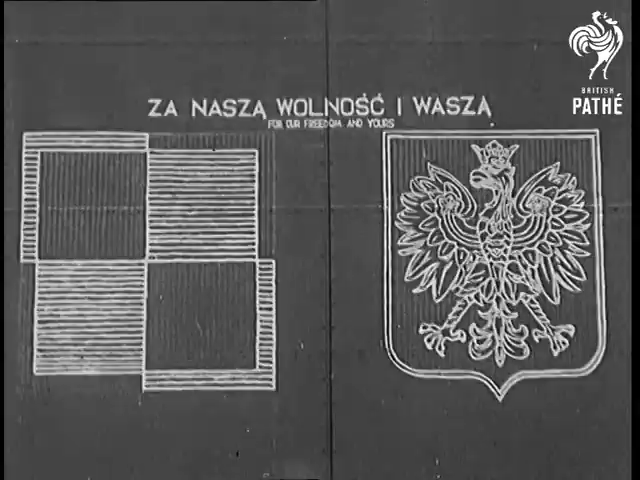 BRITISH
PATHÉ
ZA NASZĄ WOLNOŚĆ I WASZĄ
FOR OUR FREEDOM AND YOURS